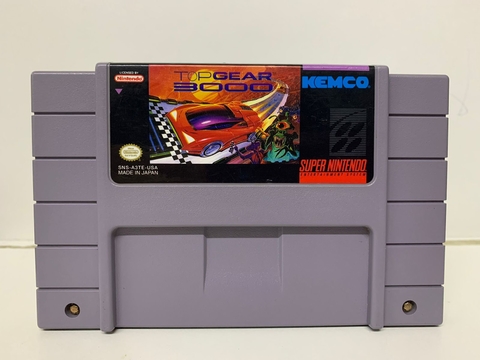 LICENSED BY
Nintendo
TOP GEAR
3000
KEMCO
SNS-A3TE-USA
MADE IN JAPAN
SUPER NINTENDO
ENTERTAINMENT SYSTEM